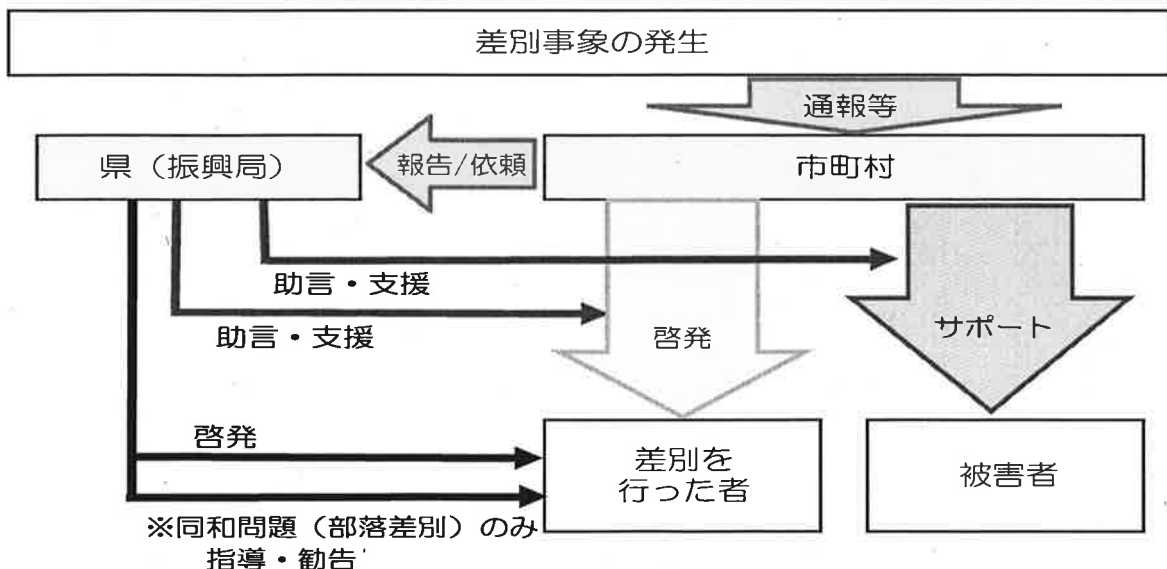 差別事象の発生
通報等
県（振興局）
報告/依頼
市町村
助言・支援
助言・支援
啓発
サポート
啓発
差別を
行った者
被害者
※同和問題（部落差別）のみ
指導・勧告